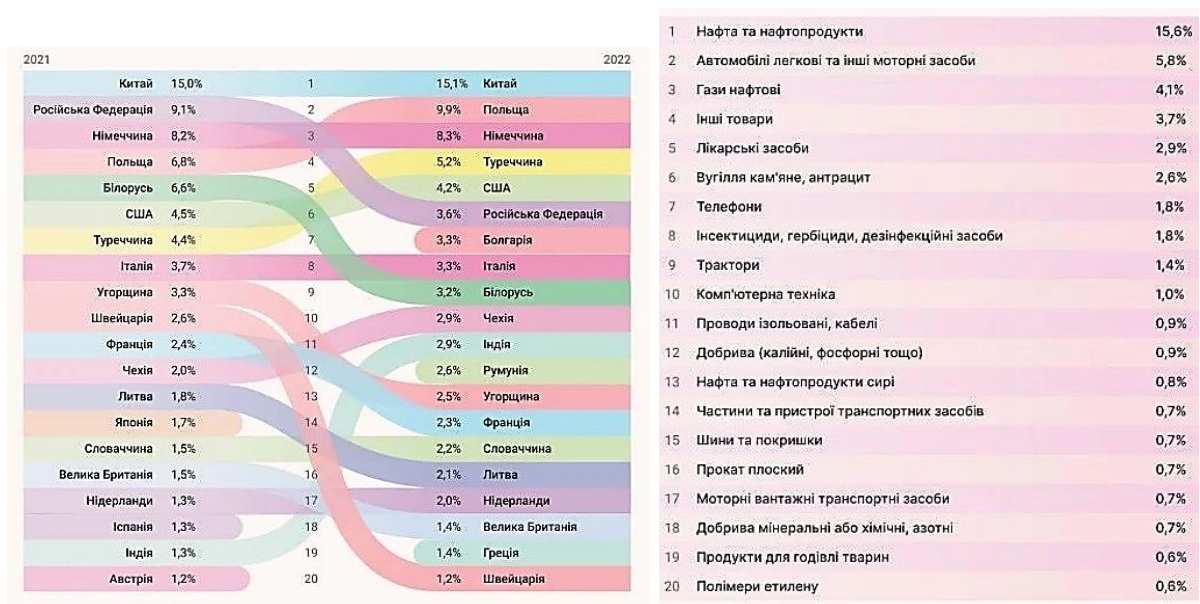 2021 2022
Китай 15,0% 1 15,1% Китай
Російська Федерація 9,1% 2 9,9% Польща
Німеччина 8,2% 3 8,3% Німеччина
Польща 6,8% 4 5,2% Туреччина
Білорусь 6,6% 5 4,2% США
США 4,5% 6 3,6% Російська Федерація
Туреччина 4,4% 7 3,3% Болгарія
Італія 3,7% 8 3,3% Італія
Угорщина 3,3% 9 3,2% Білорусь
Швейцарія 2,6% 10 2,9% Чехія
Франція 2,4% 11 2,9% Індія
Чехія 2,0% 12 2,6% Румунія
Литва 1,8% 13 2,5% Угорщина
Японія 1,7% 14 2,3% Франція
Словаччина 1,5% 15 2,2% Словаччина
Велика Британія 1,5% 16 2,1% Литва
Нідерланди 1,3% 17 2,0% Нідерланди
Іспанія 1,3% 18 1,4% Велика Британія
Індія 1,3% 19 1,4% Греція
Австрія 1,2% 20 1,2% Швейцарія
1 Нафта та нафтопродукти 15,6%
2 Автомобілі легкові та інші моторні засоби 5,8%
3 Гази нафтові 4,1%
4 Інші товари 3,7%
5 Лікарські засоби 2,9%
6 Вугілля кам'яне, антрацит 2,6%
7 Телефони 1,8%
8 Інсектициди, гербіциди, дезінфекційні засоби 1,8%
9 Трактори 1,4%
10 Комп'ютерна техніка 1,0%
11 Проводи ізольовані, кабелі 0,9%
12 Добрива (калійні, фосфорні тощо) 0,9%
13 Нафта та нафтопродукти сирі 0,8%
14 Частини та пристрої транспортних засобів 0,7%
15 Шини та покришки 0,7%
16 Прокат плоский 0,7%
17 Моторні вантажні транспортні засоби 0,7%
18 Добрива мінеральні або хімічні, азотні 0,7%
19 Продукти для годівлі тварин 0,6%
20 Полімери етилену 0,6%